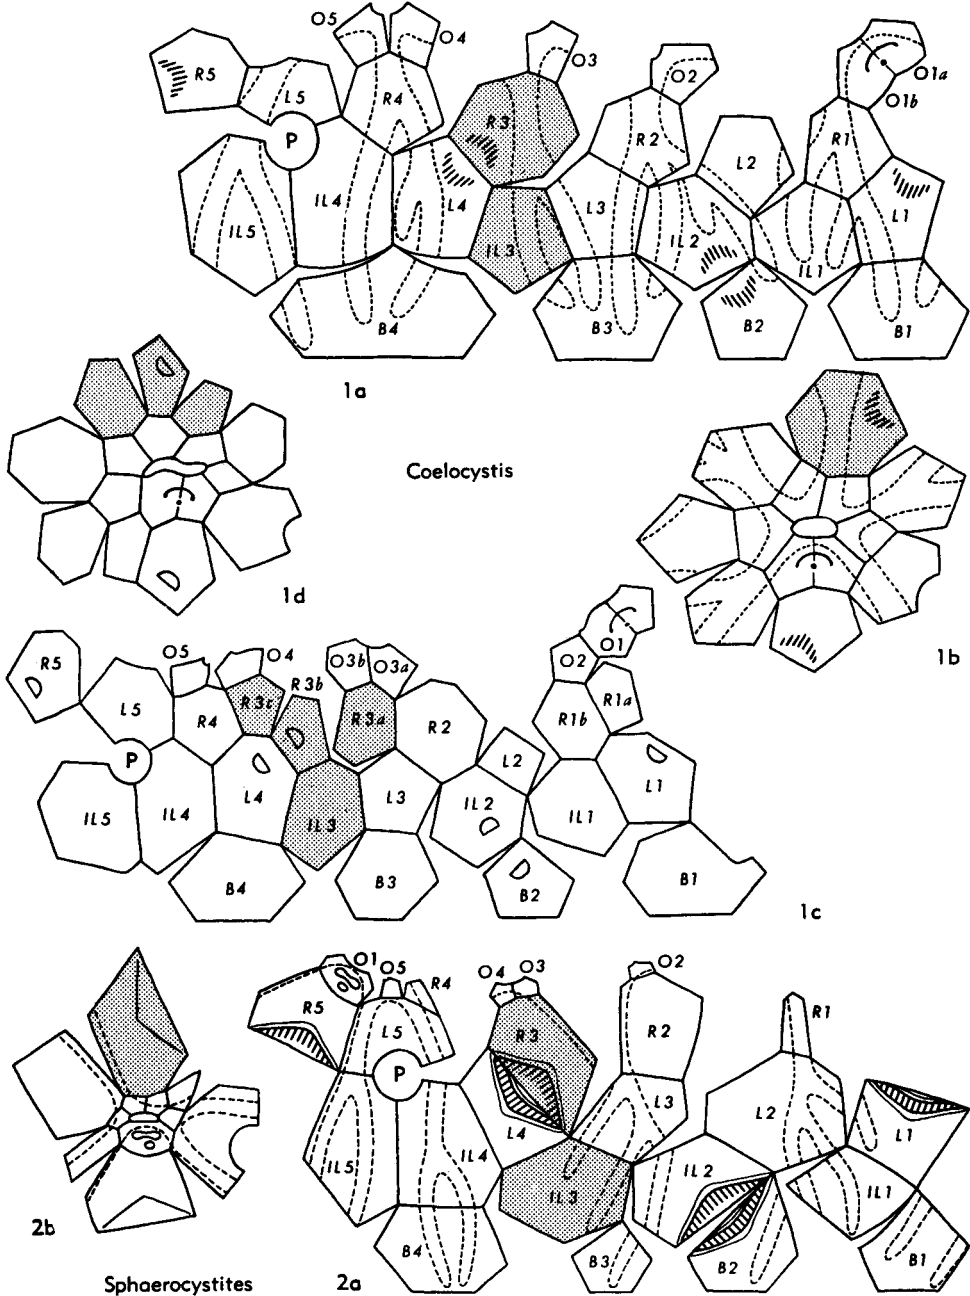 O5
O4
R5
L5
R4
O3
R3
O2
R2
L2
O1a
O1b
R1
P
IL5
IL4
L4
IL3
L3
IL2
IL1
L1
B4
B3
B2
B1
1a
Coelocystis
1d
1b
R5
O5
O4
R3b
O3b
O3a
O2
O1
L5
R4
R3c
R3a
R2
R1b
R1a
P
L4
L3
L2
L1
IL5
IL4
IL3
IL2
IL1
B4
B3
B2
B1
1c
O1
O5
R4
O4
O3
O2
R1
R5
L5
R3
R2
P
L4
L3
L2
L1
IL5
IL4
IL3
IL2
IL1
B4
B3
B2
B1
2b
Sphaerocystites
2a